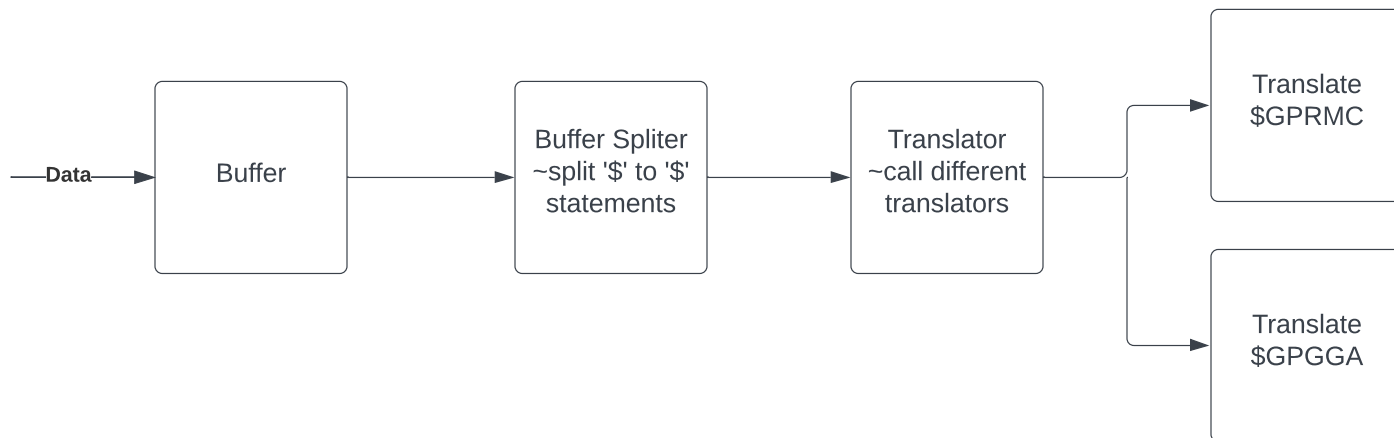 Data
Buffer
Buffer Spliter
~split '$' to '$'
statements
Translator
~call different
translators
Translate
$GPRMC
Translate
$GPGGA